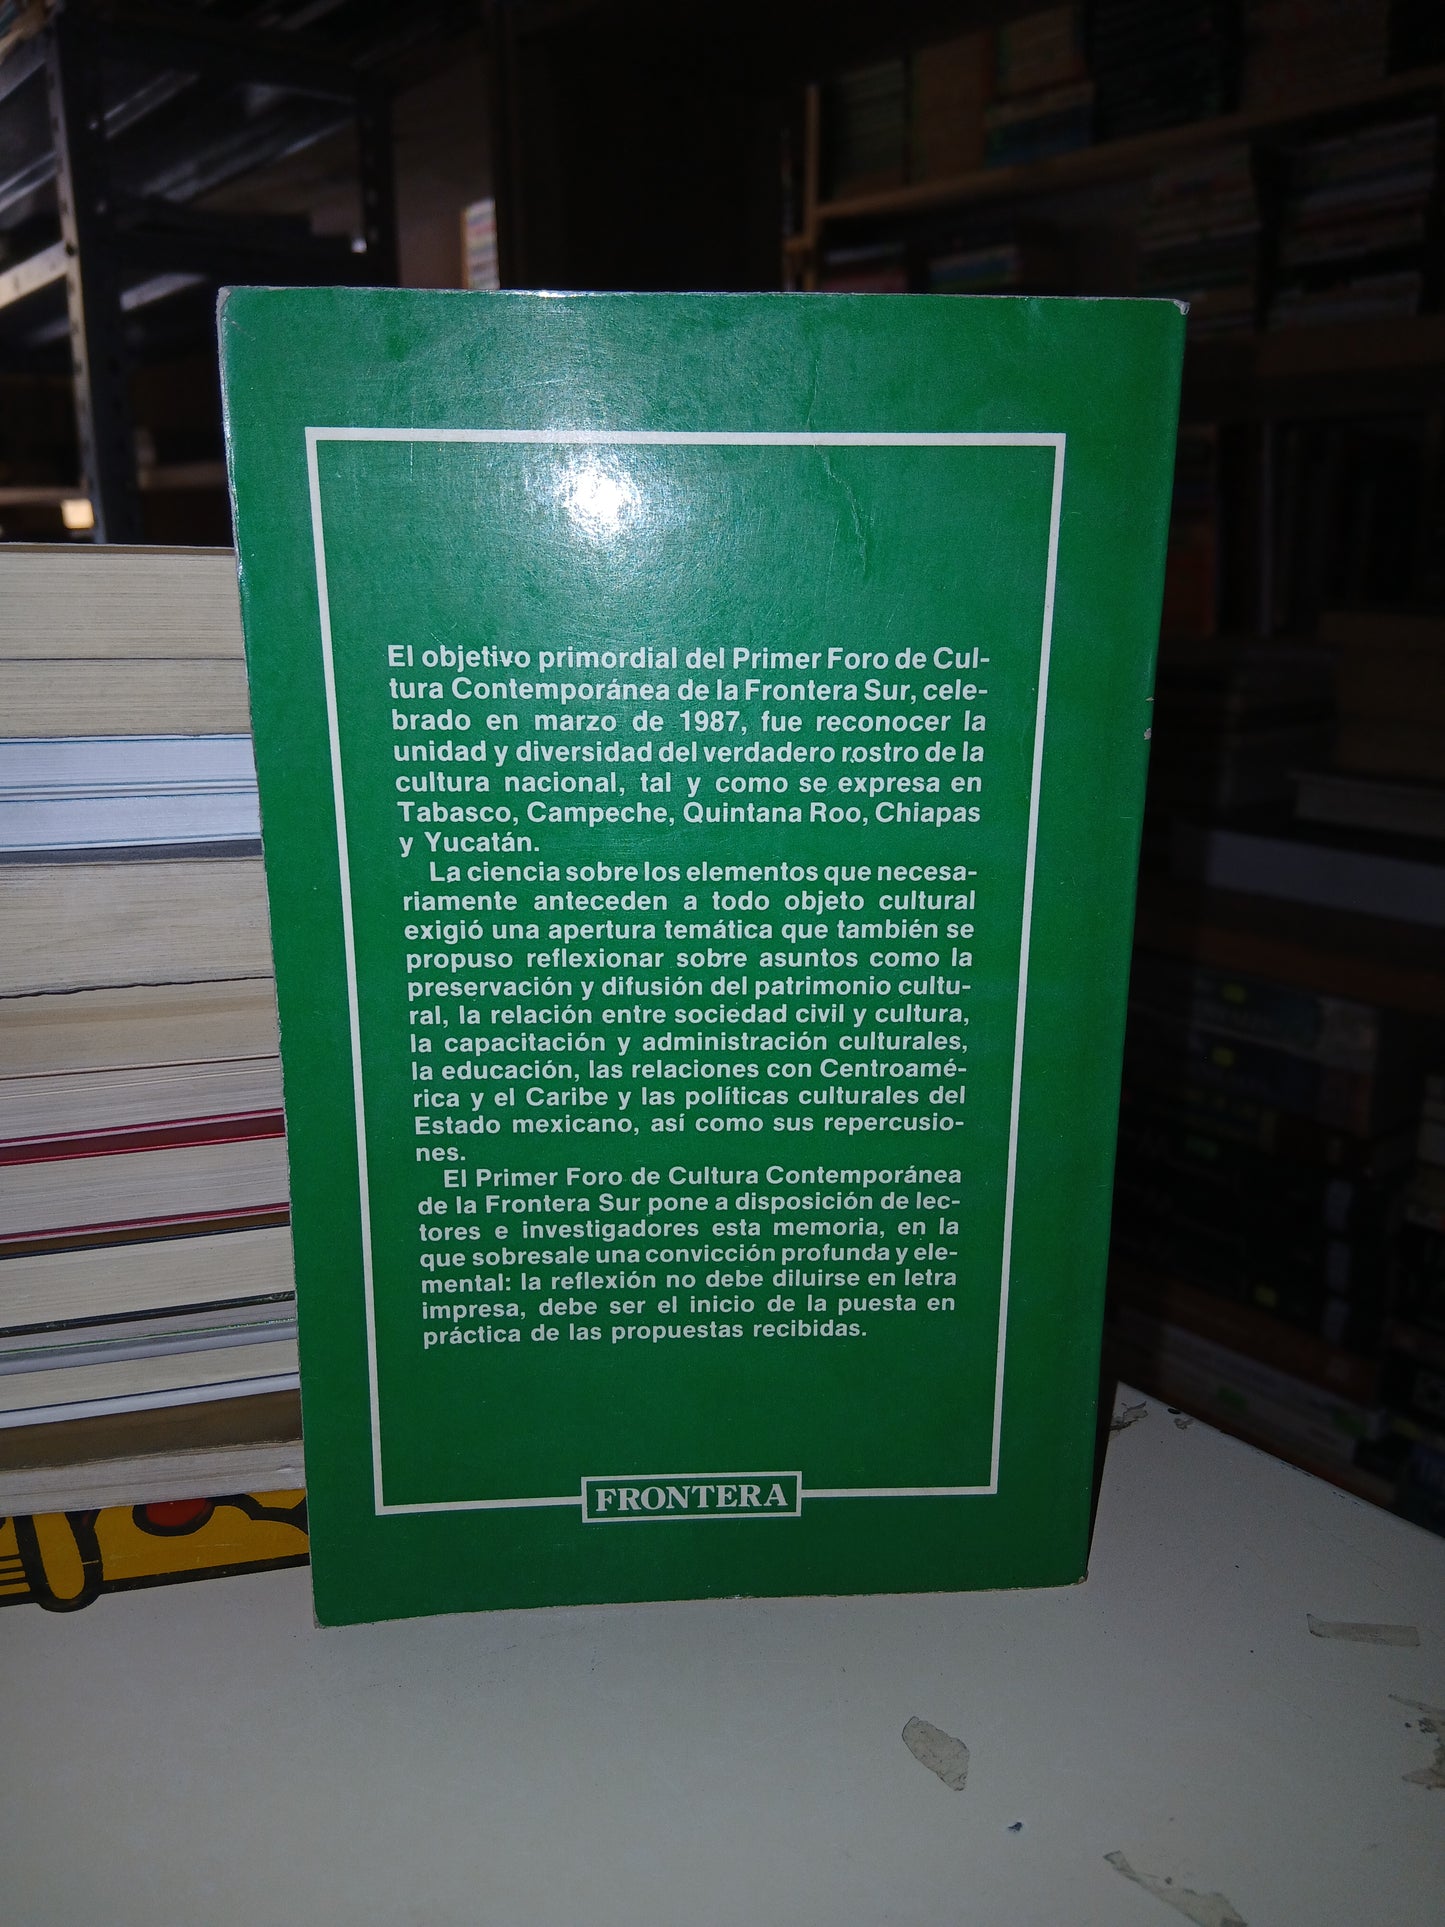 El objetivo primordial del Primer Foro de Cul-
tura Contemporánea de la Frontera Sur, cele-
brado en marzo de 1987, fue reconocer la
unidad y diversidad del verdadero rostro de la
cultura nacional, tal y como se expresa en
Tabasco, Campeche, Quintana Roo, Chiapas
y Yucatán.
La ciencia sobre los elementos que necesa-
riamente anteceden a todo objeto cultural
exigió una apertura temática que también se
propuso reflexionar sobre asuntos como la
preservación y difusión del patrimonio cultu-
ral, la relación entre sociedad civil y cultura,
la capacitación y administración culturales,
la educación, las relaciones con Centroamé-
rica y el Caribe y las políticas culturales del
Estado mexicano, así como sus repercusio-
nes.
El Primer Foro de Cultura Contemporánea
de la Frontera Sur pone a disposición de lec-
tores e investigadores esta memoria, en la
que sobresale una convicción profunda y ele-
mental: la reflexión no debe diluirse en letra
impresa, debe ser el inicio de la puesta en
práctica de las propuestas recibidas.
FRONTERA